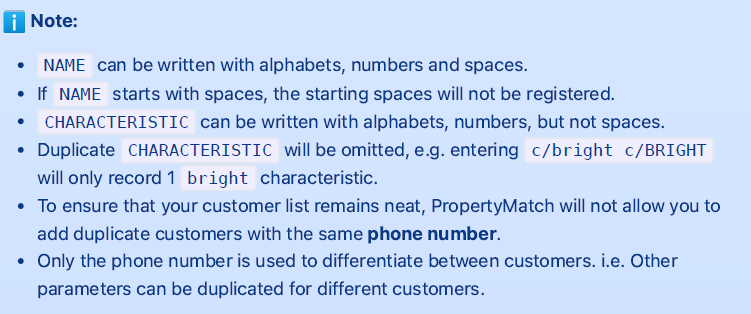 i Note:
• NAME can be written with alphabets, numbers and spaces.
• If NAME starts with spaces, the starting spaces will not be registered.
• CHARACTERISTIC can be written with alphabets, numbers, but not spaces.
• Duplicate CHARACTERISTIC will be omitted, e.g. entering c/bright c/BRIGHT
will only record 1 bright characteristic.
• To ensure that your customer list remains neat, PropertyMatch will not allow you to
add duplicate customers with the same phone number.
• Only the phone number is used to differentiate between customers. i.e. Other
parameters can be duplicated for different customers.